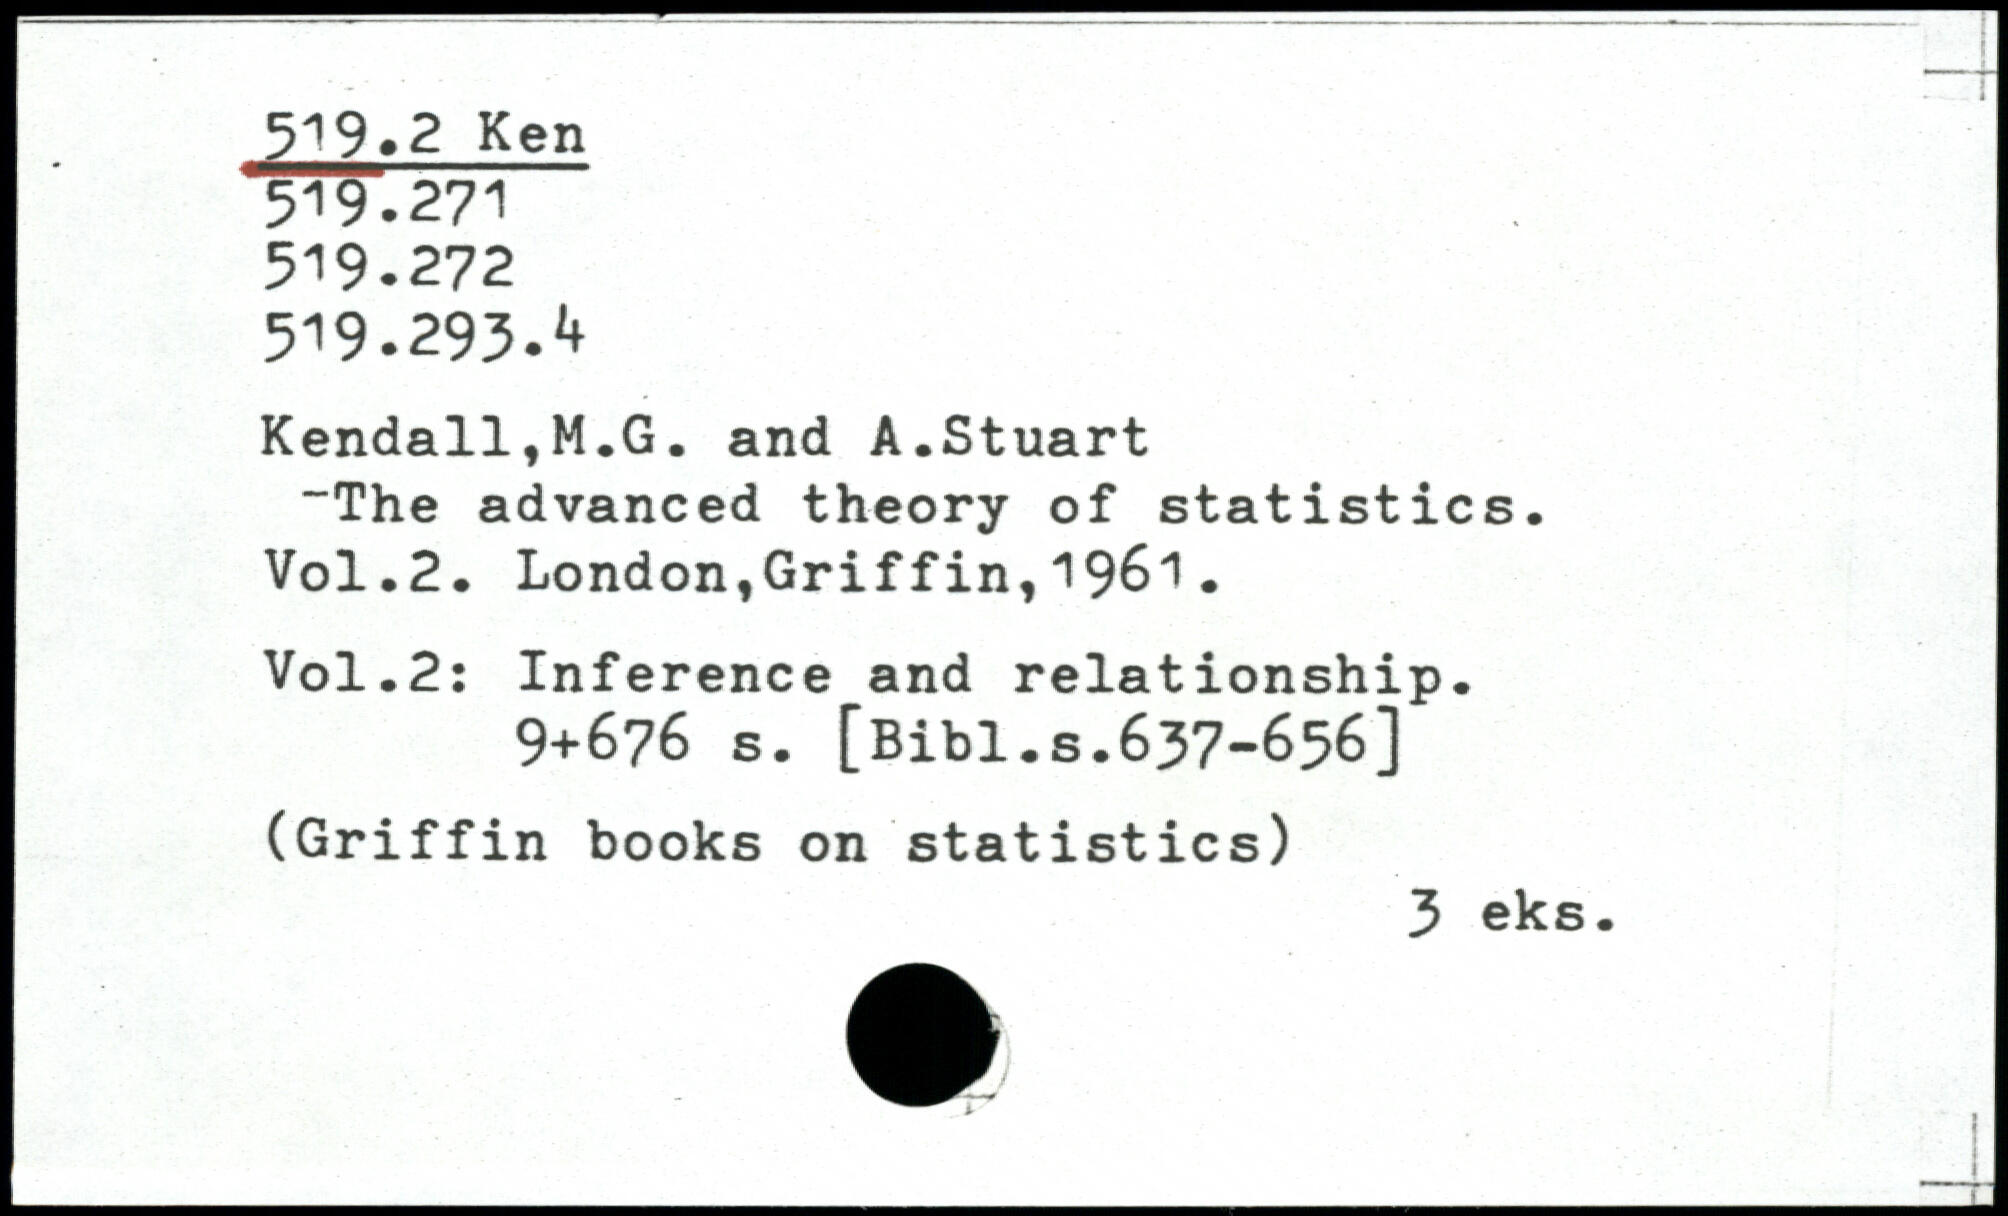 519.2 Ken
519.271
519.272
519.293.4
Kendall,M.G. and A.Stuart
-The advanced theory of statistics.
Vol.2. London,Griffin,1961.
Vol.2: Inference and relationship.
9+676 s. [Bibl.s.637-656]
(Griffin books on statistics)
3 eks.